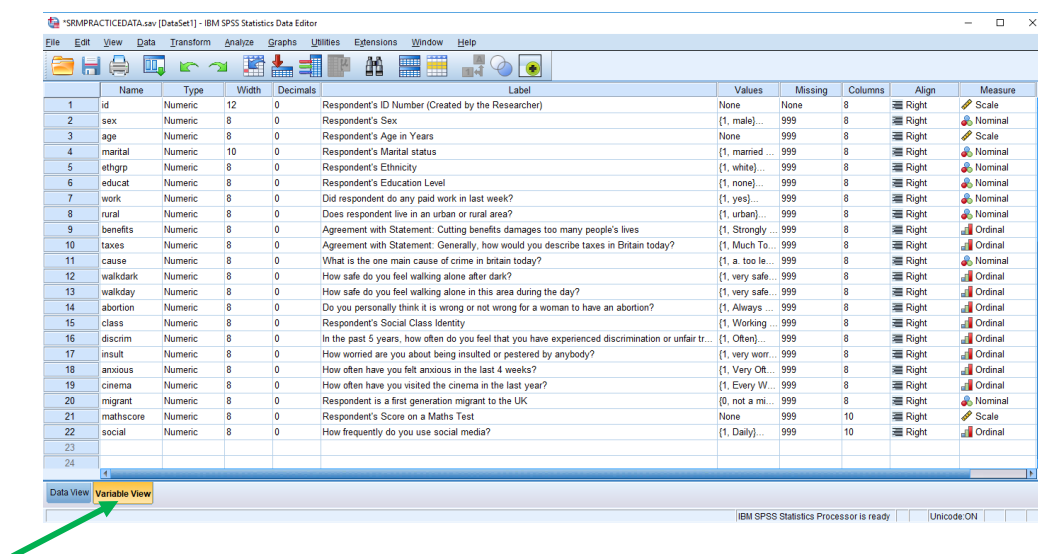 *SRMPRACTICEDATA.sav [DataSet1] - IBM SPSS Statistics Data Editor
File Edit View Data Transform Analyze Graphs Utilities Extensions Window Help
Name Type Width Decimals Label Values Missing Columns Align Measure
1 id Numeric 12 0 Respondent's ID Number (Created by the Researcher) None None 8 Right Scale
2 sex Numeric 8 0 Respondent's Sex {1, male}... 999 8 Right Nominal
3 age Numeric 8 0 Respondent's Age in Years None 999 8 Right Scale
4 marital Numeric 10 0 Respondent's Marital status {1, married ... 999 8 Right Nominal
5 ethgrp Numeric 8 0 Respondent's Ethnicity {1, white}... 999 8 Right Nominal
6 educat Numeric 8 0 Respondent's Education Level {1, none}... 999 8 Right Nominal
7 work Numeric 8 0 Did respondent do any paid work in last week? {1, yes}... 999 8 Right Nominal
8 rural Numeric 8 0 Does respondent live in an urban or rural area? {1, urban}... 999 8 Right Nominal
9 benefits Numeric 8 0 Agreement with Statement: Cutting benefits damages too many people's lives {1, Strongly ... 999 8 Right Ordinal
10 taxes Numeric 8 0 Agreement with Statement: Generally, how would you describe taxes in Britain today? {1, Much To... 999 8 Right Ordinal
11 cause Numeric 8 0 What is the one main cause of crime in britain today? {1, a. too le... 999 8 Right Nominal
12 walkdark Numeric 8 0 How safe do you feel walking alone after dark? {1, very safe... 999 8 Right Ordinal
13 walkday Numeric 8 0 How safe do you feel walking alone in this area during the day? {1, very safe... 999 8 Right Ordinal
14 abortion Numeric 8 0 Do you personally think it is wrong or not wrong for a woman to have an abortion? {1, Always ... 999 8 Right Ordinal
15 class Numeric 8 0 Respondent's Social Class Identity {1, Working ... 999 8 Right Ordinal
16 discrim Numeric 8 0 In the past 5 years, how often do you feel that you have experienced discrimination or unfair tr... {1, Often}... 999 8 Right Ordinal
17 insult Numeric 8 0 How worried are you about being insulted or pestered by anybody? {1, very worr... 999 8 Right Ordinal
18 anxious Numeric 8 0 How often have you felt anxious in the last 4 weeks? {1, Very Oft... 999 8 Right Ordinal
19 cinema Numeric 8 0 How often have you visited the cinema in the last year? {1, Every W... 999 8 Right Ordinal
20 migrant Numeric 8 0 Respondent is a first generation migrant to the UK {0, not a mi... 999 8 Right Nominal
21 mathscore Numeric 8 0 Respondent's Score on a Maths Test None 999 10 Right Scale
22 social Numeric 8 0 How frequently do you use social media? {1, Daily}... 999 10 Right Ordinal
23
24
Data View Variable View
IBM SPSS Statistics Processor is ready Unicode:ON